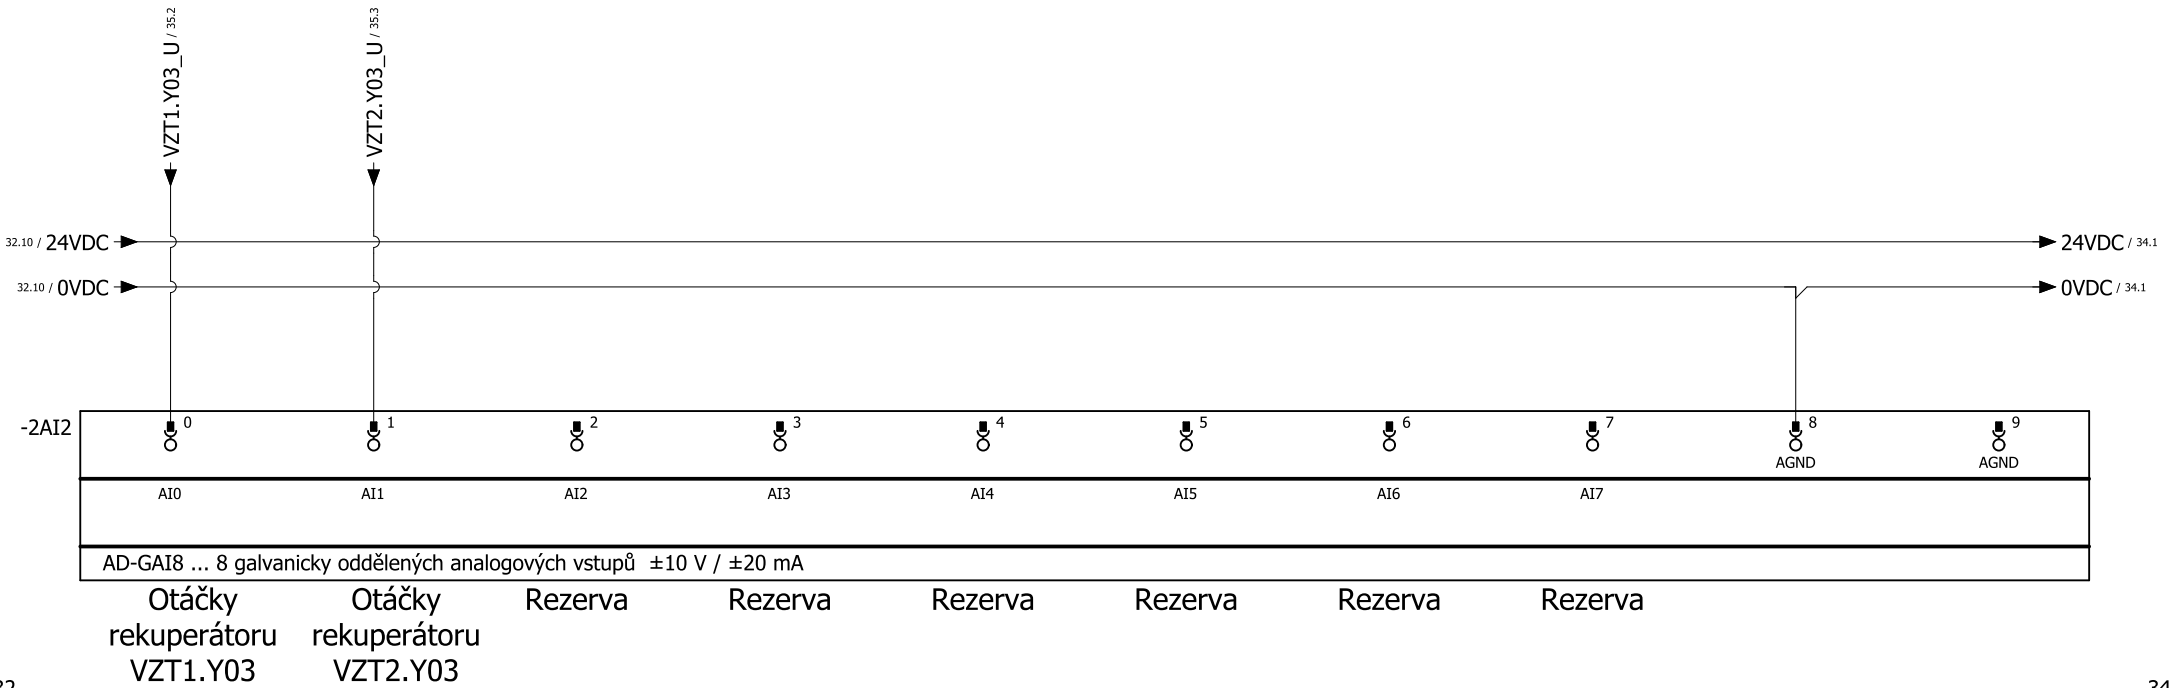 VZT1.Y03_U / 35.2
VZT2.Y03_U / 35.3
32.10 / 24VDC
24VDC / 34.1
32.10 / 0VDC
0VDC / 34.1
-2AI2
0 1 2 3 4 5 6 7 8 9
AGND AGND
AI0 AI1 AI2 AI3 AI4 AI5 AI6 AI7
AD-GAI8 ... 8 galvanicky oddělených analogových vstupů ±10 V / ±20 mA
Otáčky
rekuperátoru
VZT1.Y03
Otáčky
rekuperátoru
VZT2.Y03
Rezerva
Rezerva
Rezerva
Rezerva
Rezerva
Rezerva